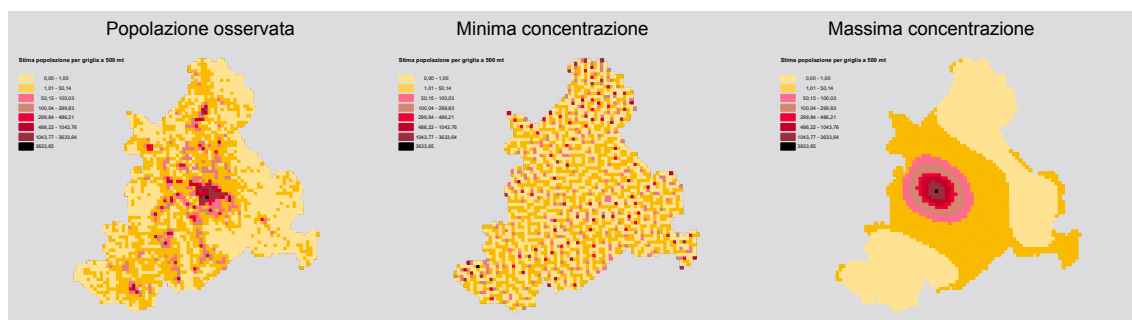 Popolazione osservata
Stima popolazione per griglia a 500 mt
0,00 - 1,00
1,01 - 50,14
50,15 - 100,03
100,04 - 299,83
299,84 - 486,21
486,22 - 1043,76
1043,77 - 3633,64
3633,65
Minima concentrazione
Stima popolazione per griglia a 500 mt
0,00 - 1,00
1,01 - 50,14
50,15 - 100,03
100,04 - 299,83
299,84 - 486,21
486,22 - 1043,76
1043,77 - 3633,64
3633,65
Massima concentrazione
Stima popolazione per griglia a 500 mt
0,00 - 1,00
1,01 - 50,14
50,15 - 100,03
100,04 - 299,83
299,84 - 486,21
486,22 - 1043,76
1043,77 - 3633,64
3633,65